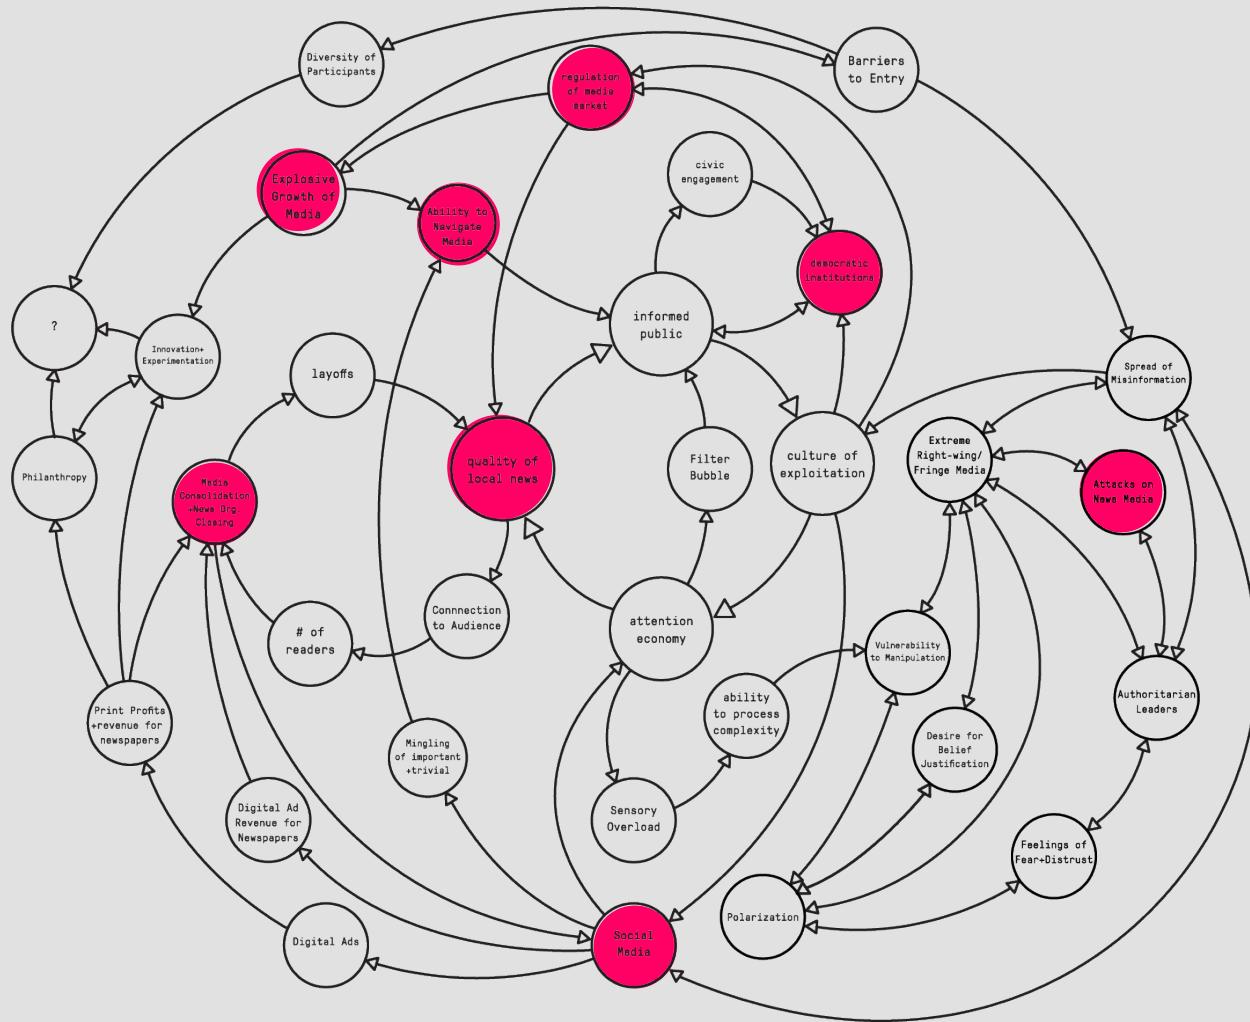 Diversity of
Participants
Barriers
to Entry
regulation
of media
market
civic
engagement
Explosive
Growth of
Media
Ability to
Navigate
Media
democratic
institutions
?
informed
public
Innovation+
Experimentation
layoffs
Spread of
Misinformation
Philanthropy
Media
Consolidation
+News Org.
Closing
quality of
local news
Filter
Bubble
culture of
exploitation
Extreme
Right-wing/
Fringe Media
Attacks on
News Media
# of
readers
Connnection
to Audience
attention
economy
Vulnerability
to Manipulation
Print Profits
+revenue for
newspapers
ability
to process
complexity
Authoritarian
Leaders
Mingling
of important
+trivial
Desire for
Belief
Justification
Digital Ad
Revenue for
Newspapers
Sensory
Overload
Feelings of
Fear+Distrust
Polarization
Digital Ads
Social
Media